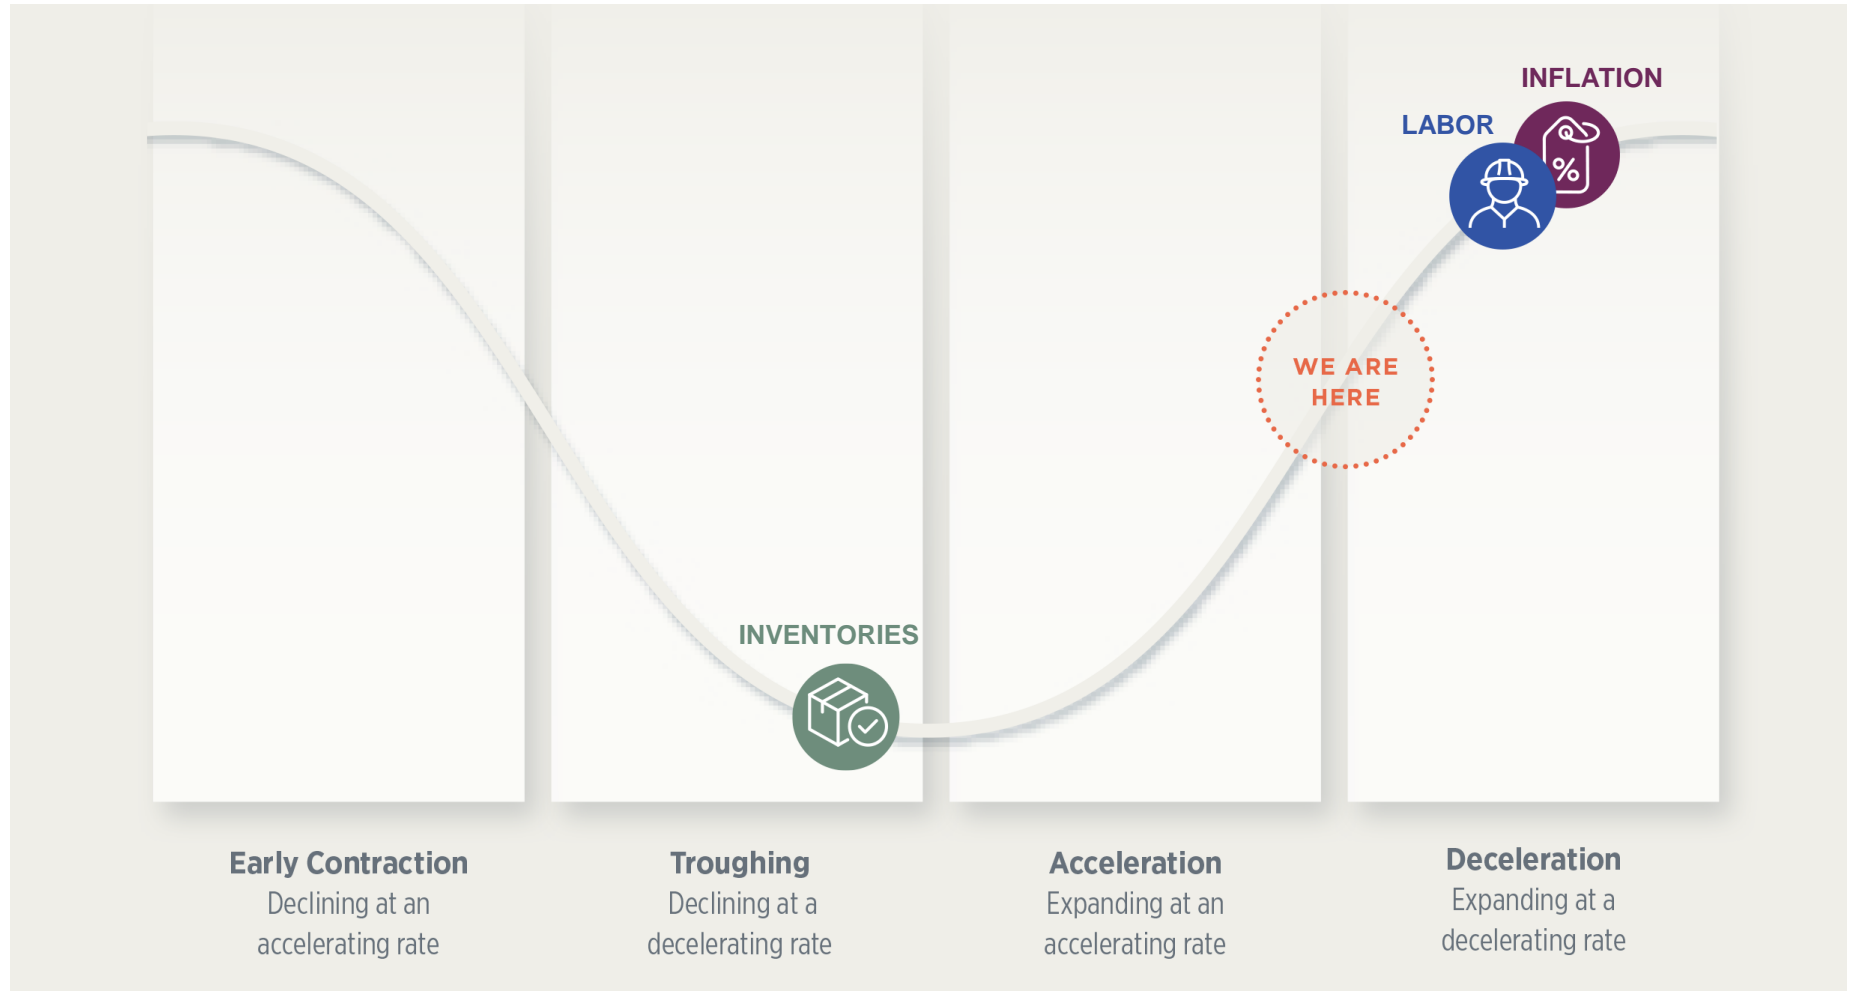 INFLATION
LABOR
%
WE ARE
HERE
INVENTORIES
Early Contraction
Declining at an
accelerating rate
Troughing
Declining at a
decelerating rate
Acceleration
Expanding at an
accelerating rate
Deceleration
Expanding at a
decelerating rate